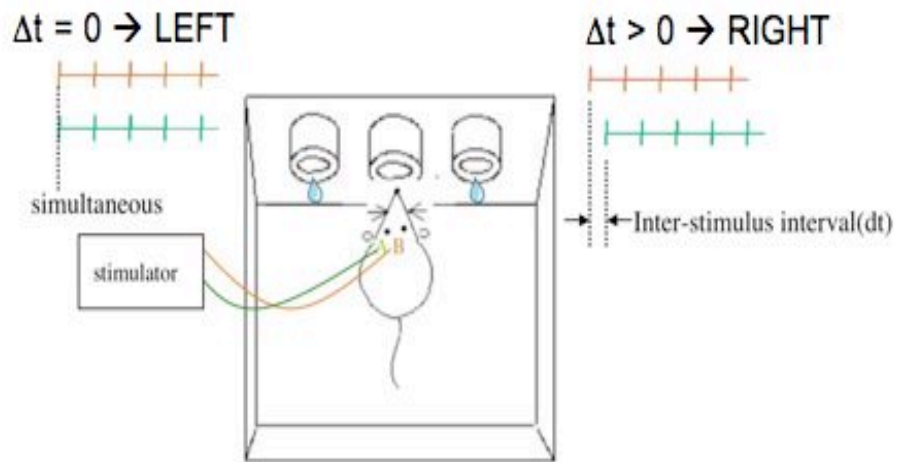 Δt = 0 → LEFT
Δt > 0 → RIGHT
simultaneous
Inter-stimulus interval(dt)
stimulator
B